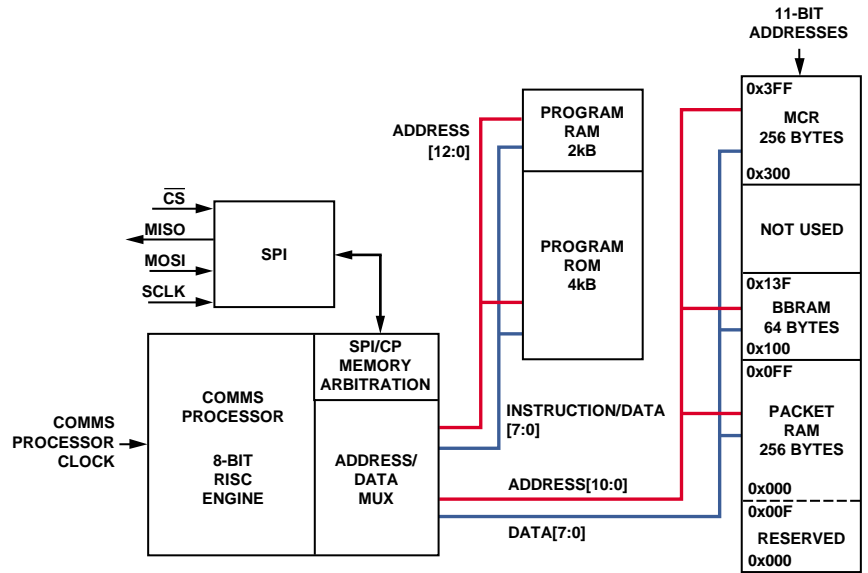 11-BIT
ADDRESSES
0x3FF
MCR
256 BYTES
0x300
NOT USED
0x13F
BBRAM
64 BYTES
0x100
0x0FF
PACKET
RAM
256 BYTES
0x000
0x00F
RESERVED
0x000
ADDRESS
[12:0]
PROGRAM
RAM
2kB
PROGRAM
ROM
4kB
CS
MISO
MOSI
SCLK
SPI
SPI/CP
MEMORY
ARBITRATION
COMMS
PROCESSOR
CLOCK
COMMS
PROCESSOR
8-BIT
RISC
ENGINE
ADDRESS/
DATA
MUX
INSTRUCTION/DATA
[7:0]
ADDRESS[10:0]
DATA[7:0]